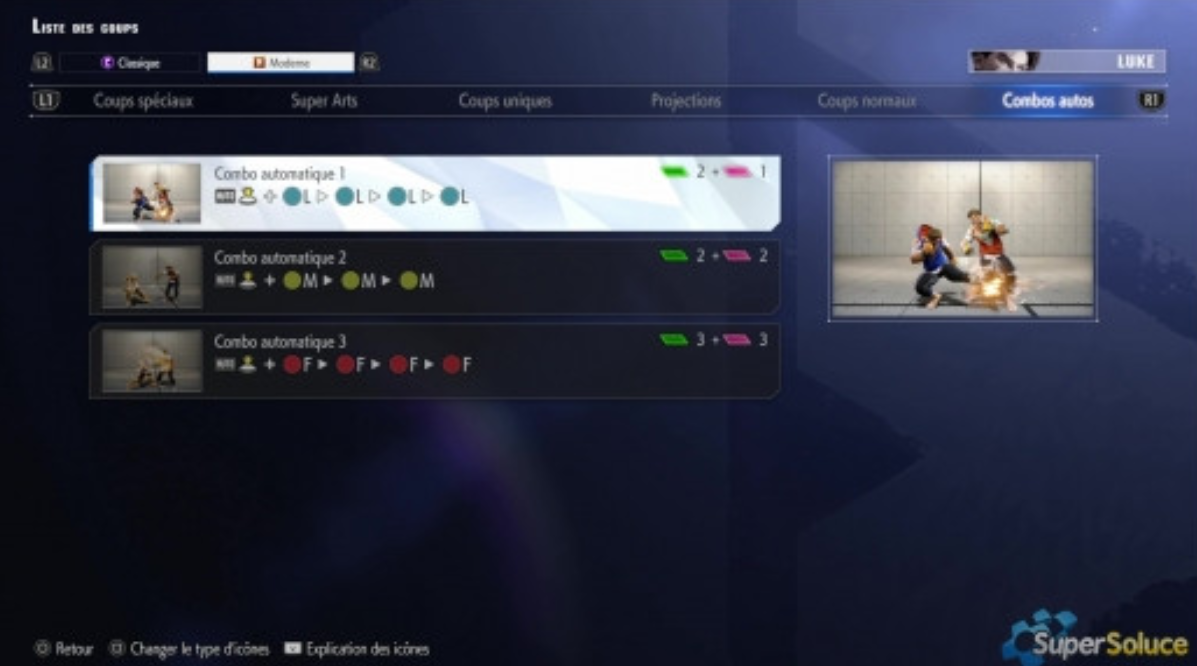 LISTE DES COUPS
L2 C Classique M Moderne R2
LUKE
L1 Coups spéciaux Super Arts Coups uniques Projections Coups normaux Combos autos R1
Combo automatique 1
2 + 1
AUTO + L ▷ L ▷ L ▷ L
Combo automatique 2
2 + 2
AUTO + M ▶ M ▶ M
Combo automatique 3
3 + 3
AUTO + F ▶ F ▶ F ▶ F
Retour Changer le type d'icônes Explication des icônes
SuperSoluce